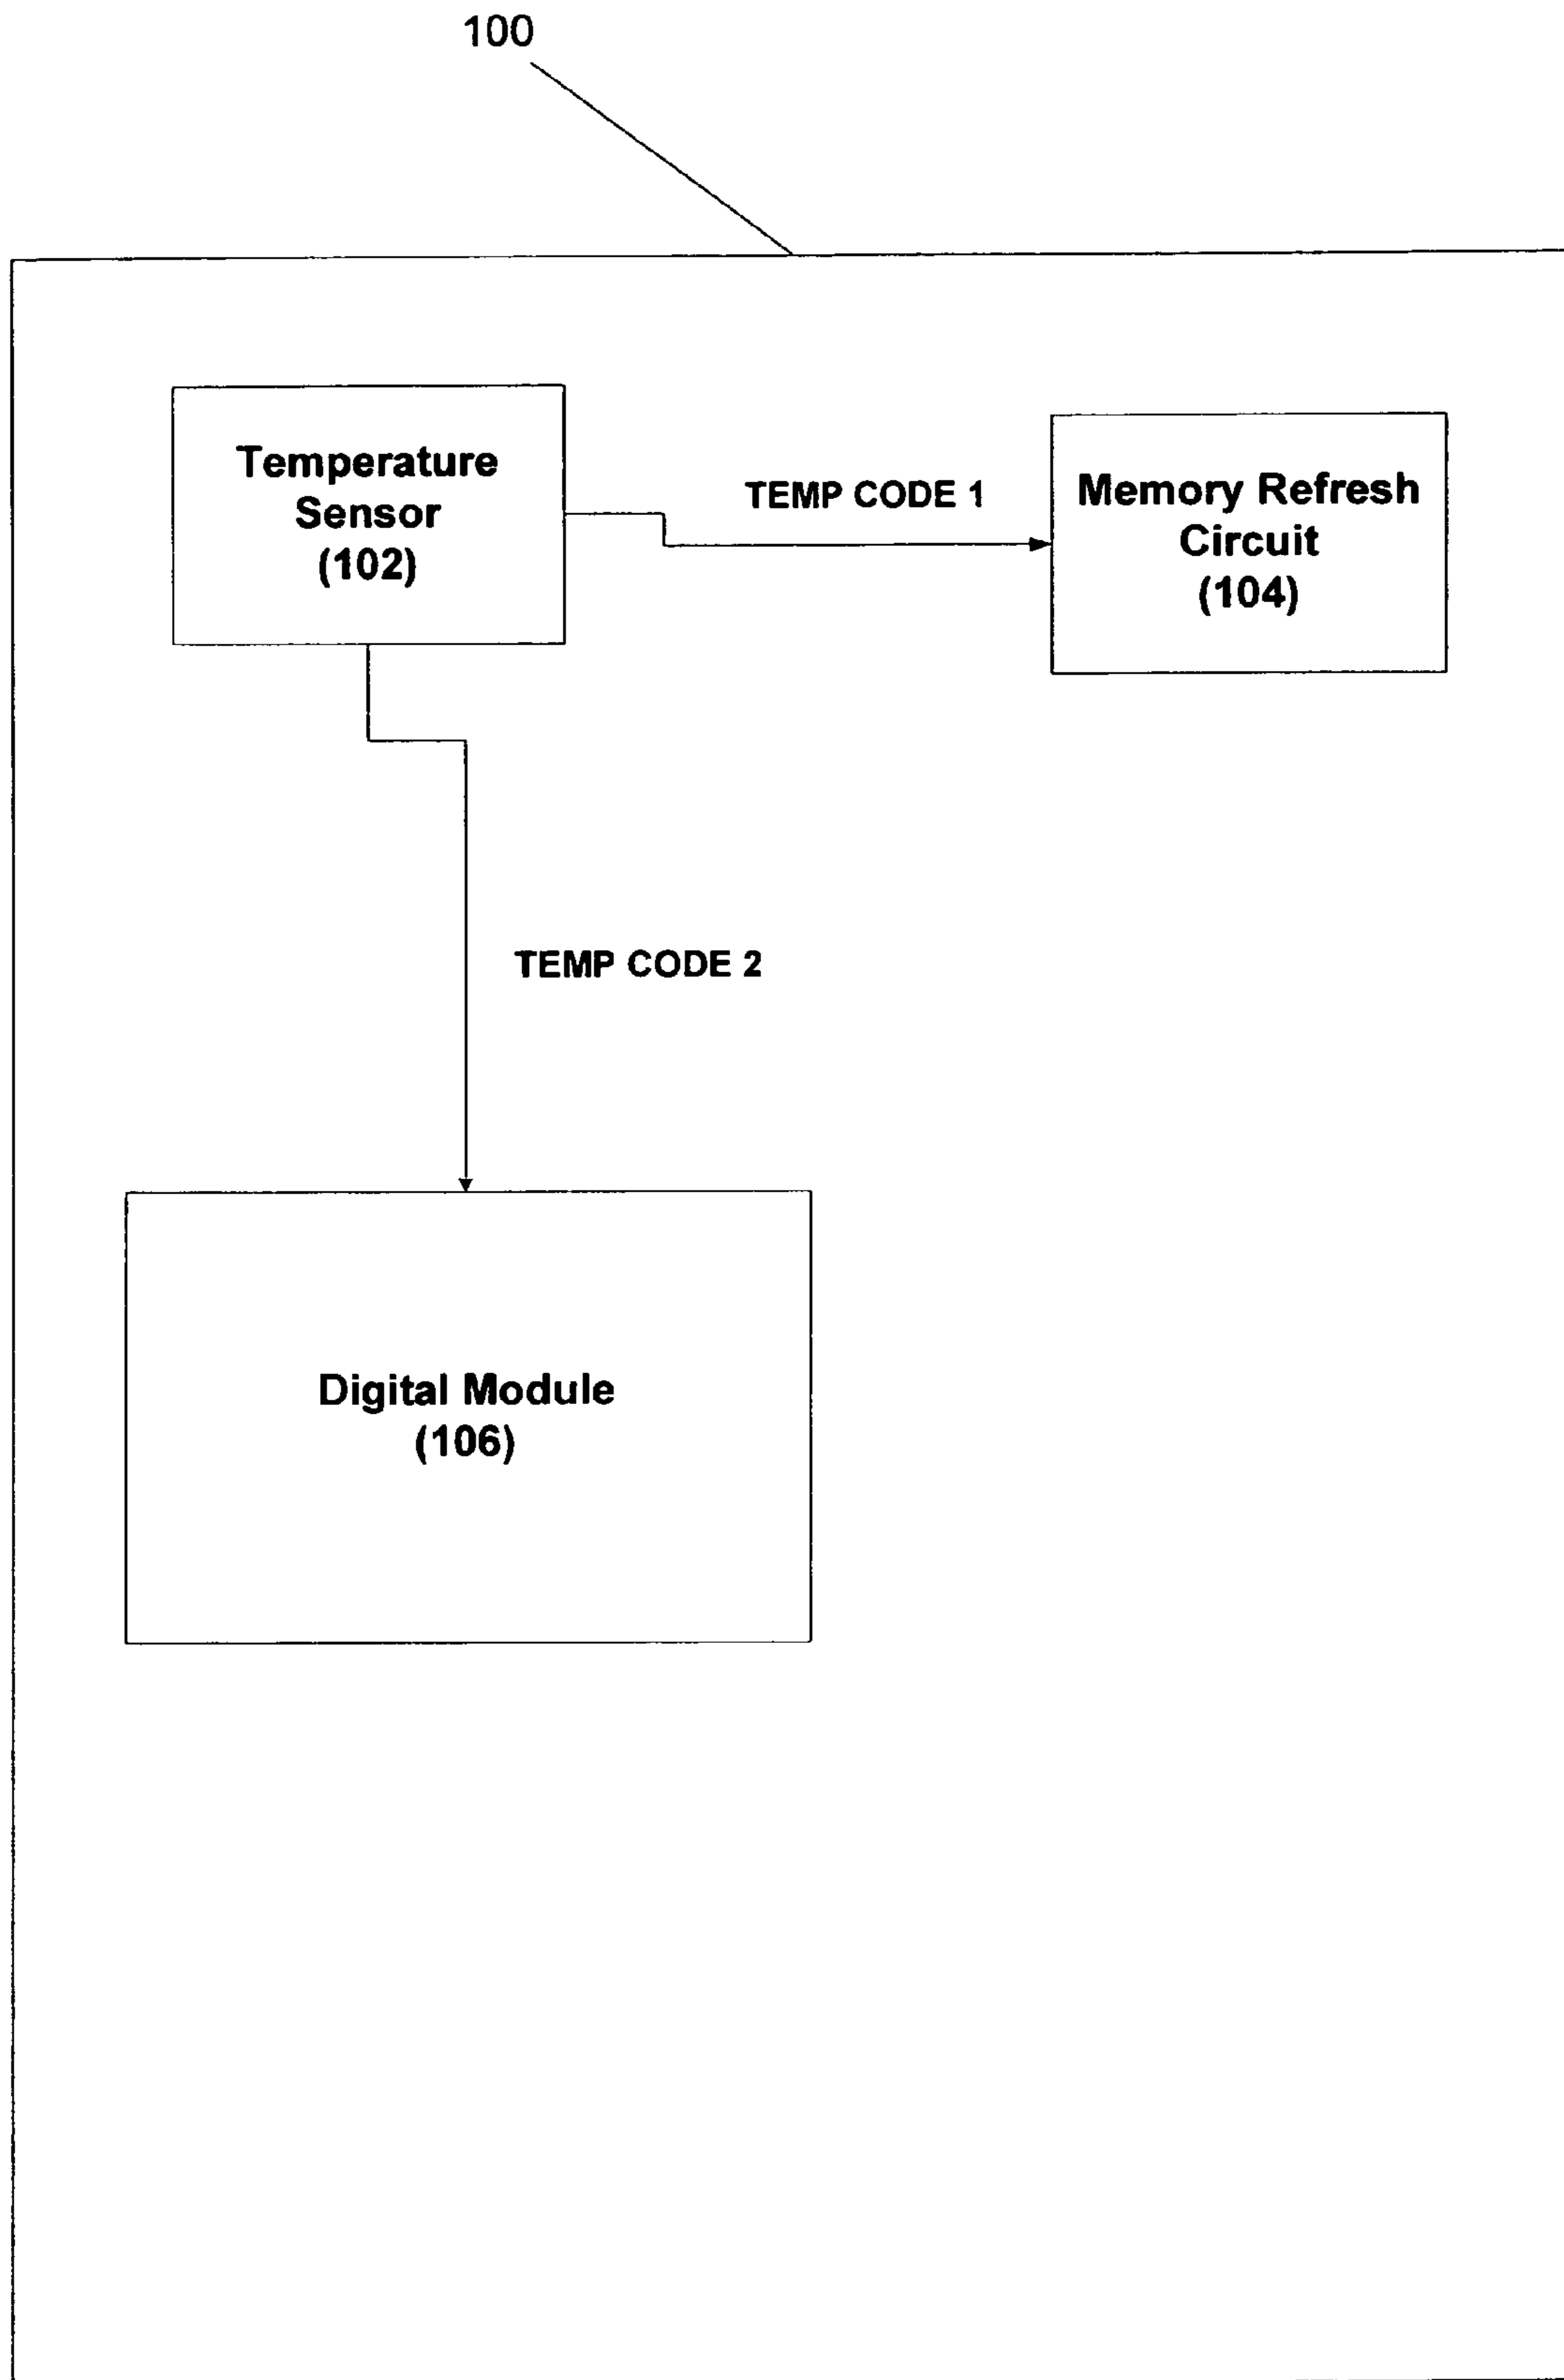 100
Temperature
Sensor
(102)
TEMP CODE 1
Memory Refresh
Circuit
(104)
TEMP CODE 2
Digital Module
(106)